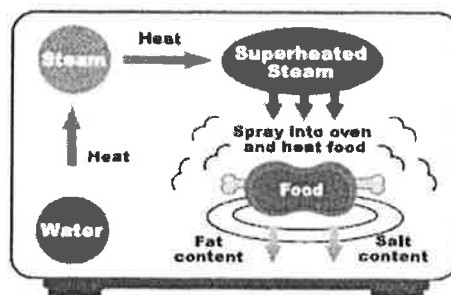 Heat
Steam
Superheated
Steam
Spray into oven
and heat food
Heat
Food
Water
Fat
content
Salt
content